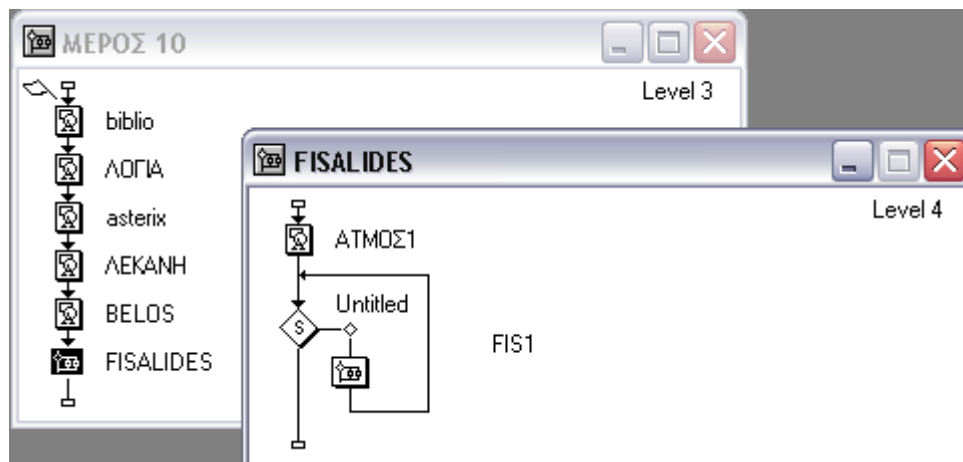 ΜΕΡΟΣ 10
Level 3
biblio
ΛΟΓΙΑ
asterix
ΛΕΚΑΝΗ
BELOS
FISALIDES
FISALIDES
Level 4
ΑΤΜΟΣ1
Untitled
S
FIS1